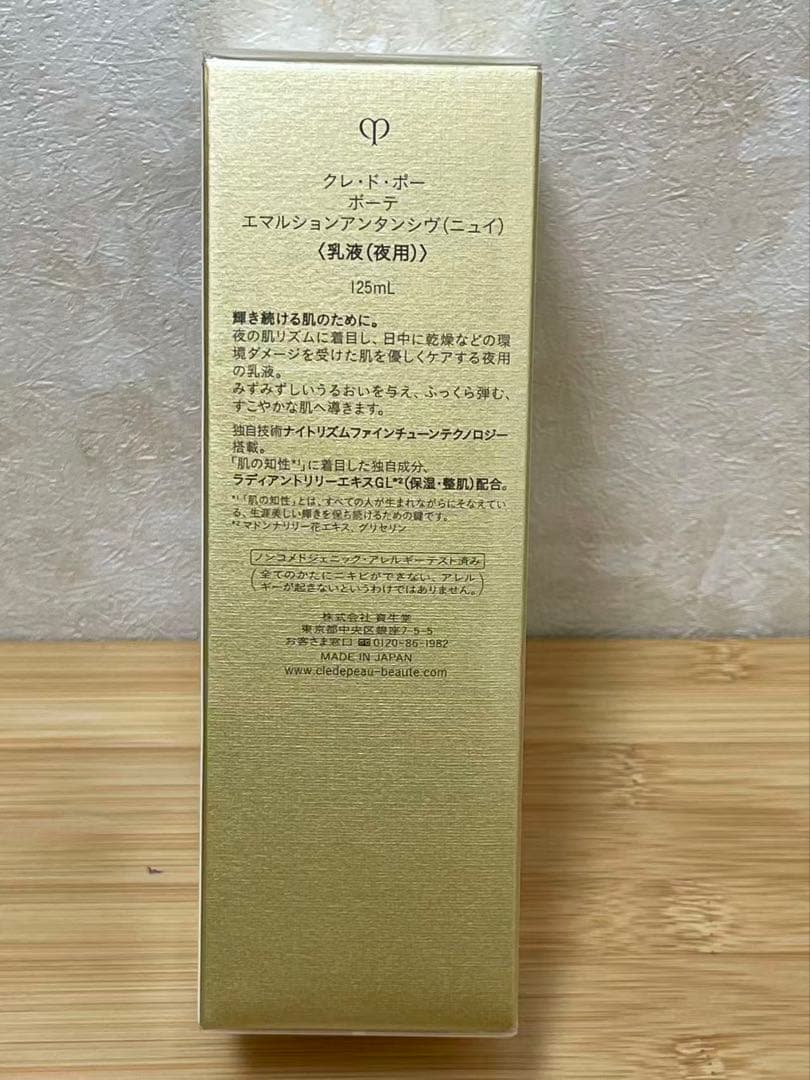 クレ・ド・ポー
ボーテ
エマルションアンタンシヴ(ニュイ)
〈乳液(夜用)〉
125mL
輝き続ける肌のために。
夜の肌リズムに着目し、日中に乾燥などの環
境ダメージを受けた肌を優しくケアする夜用
の乳液。
みずみずしいうるおいを与え、ふっくら弾む、
すこやかな肌へ導きます。
独自技術ナイトリズムファインチューンテクノロジー
搭載。
「肌の知性*1」に着目した独自成分、
ラディアントリリーエキスGL*2(保湿・整肌)配合。
*1「肌の知性」とは、すべての人が生まれながらにそなえてい
る、生涯美しい輝きを保ち続けるための鍵です。
*2 マドンナリリー花エキス、グリセリン
ノンコメドジェニック・アレルギーテスト済み
(全てのかたにニキビができない、アレル
ギーが起きないというわけではありません。)
株式会社 資生堂
東京都中央区銀座7-5-5
お客さま窓口 0120-86-1982
MADE IN JAPAN
www.cledepeau-beaute.com